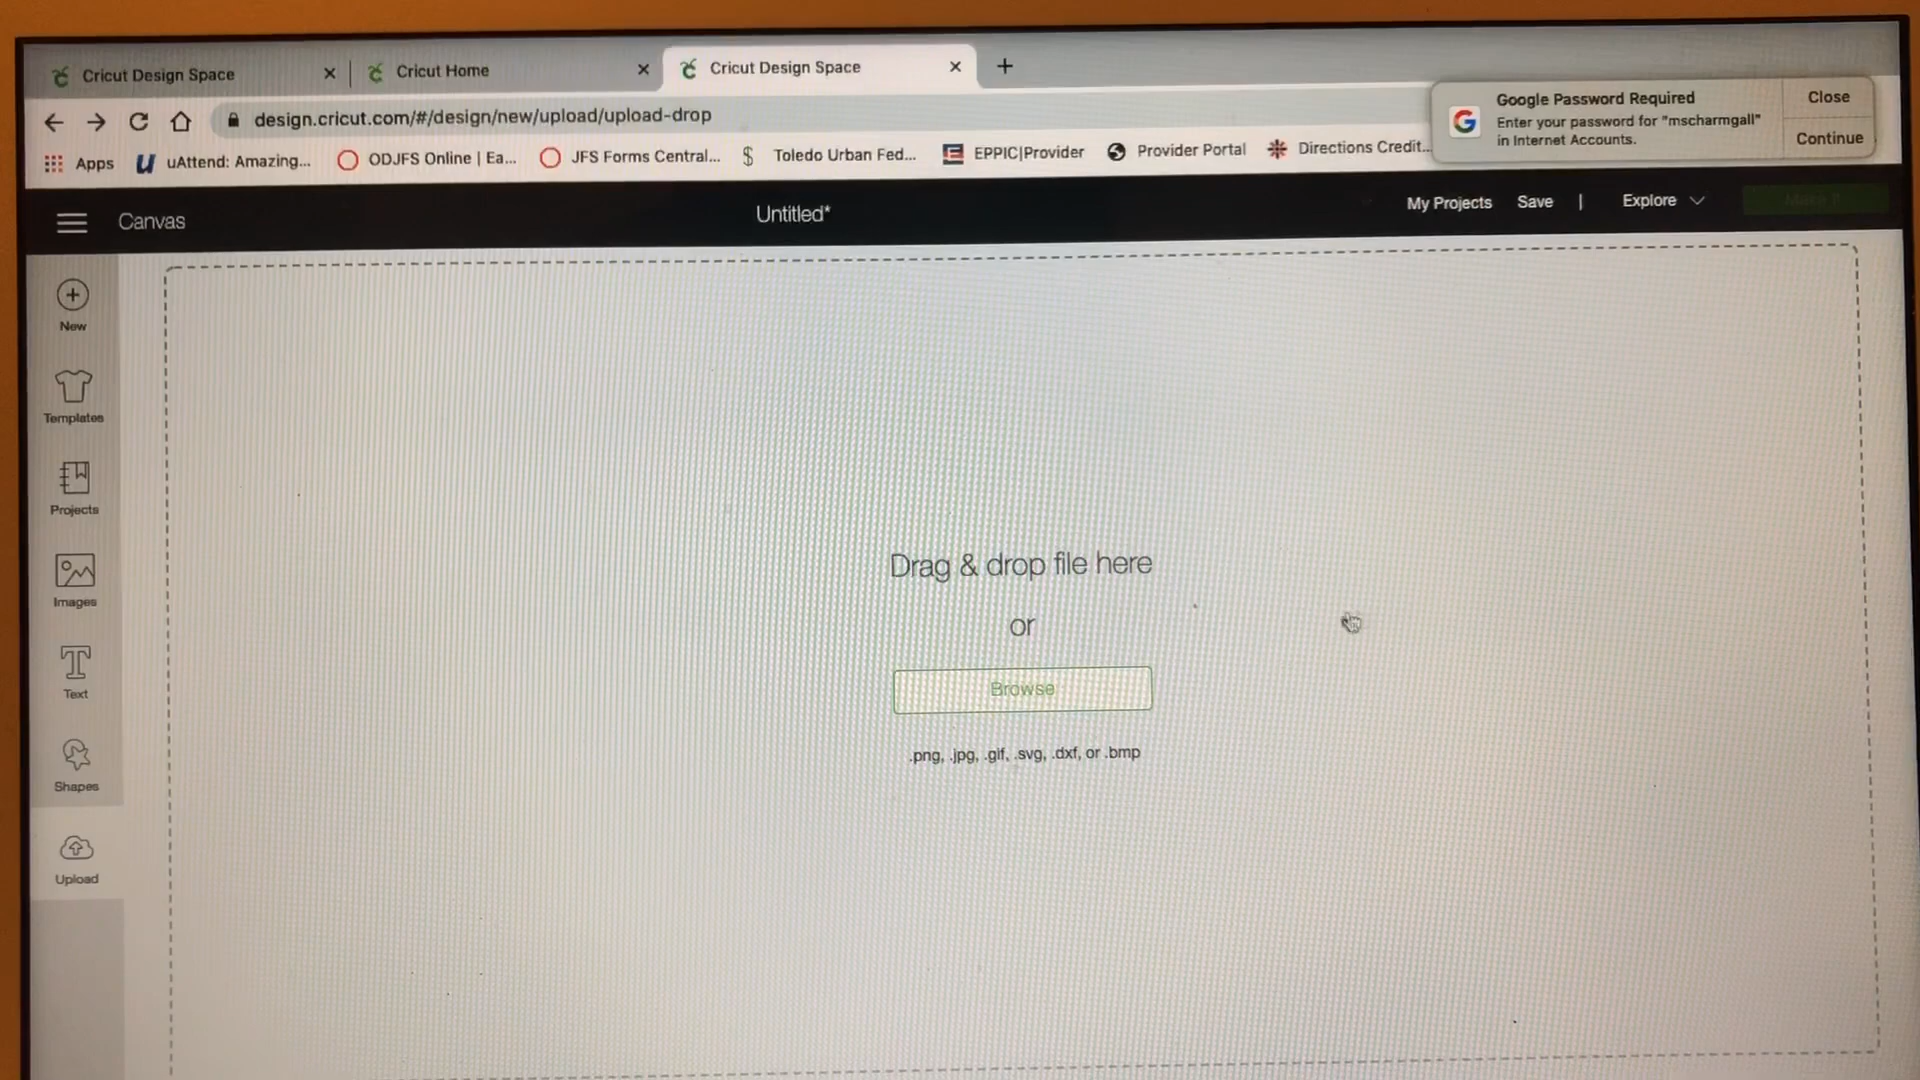 Cricut Design Space
Cricut Home
Cricut Design Space
design.cricut.com/#/design/new/upload/upload-drop
Google Password Required
Enter your password for "mscharmgall"
in Internet Accounts.
Close
Continue
Apps
uAttend: Amazing...
ODJFS Online | Ea...
JFS Forms Central...
Toledo Urban Fed...
EPPIC|Provider
Provider Portal
Directions Credit...
Canvas
Untitled*
My Projects
Save
|
Explore
Make It
New
Templates
Projects
Images
Text
Shapes
Upload
Drag & drop file here
or
Browse
.png, .jpg, .gif, .svg, .dxf, or .bmp